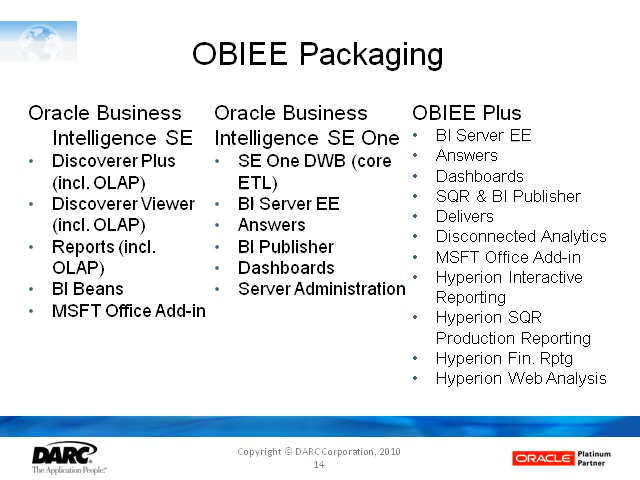 OBIEE Packaging
Oracle Business
Intelligence SE
• Discoverer Plus
(incl. OLAP)
• Discoverer Viewer
(incl. OLAP)
• Reports (incl.
OLAP)
• BI Beans
• MSFT Office Add-in
Oracle Business
Intelligence SE One
• SE One DWB (core
ETL)
• BI Server EE
• Answers
• BI Publisher
• Dashboards
• Server Administration
OBIEE Plus
• BI Server EE
• Answers
• Dashboards
• SQR & BI Publisher
• Delivers
• Disconnected Analytics
• MSFT Office Add-in
• Hyperion Interactive
Reporting
• Hyperion SQR
Production Reporting
• Hyperion Fin. Rptg
• Hyperion Web Analysis
DARC
The Application People.
Copyright © DARC Corporation, 2010
14
ORACLE
Platinum
Partner